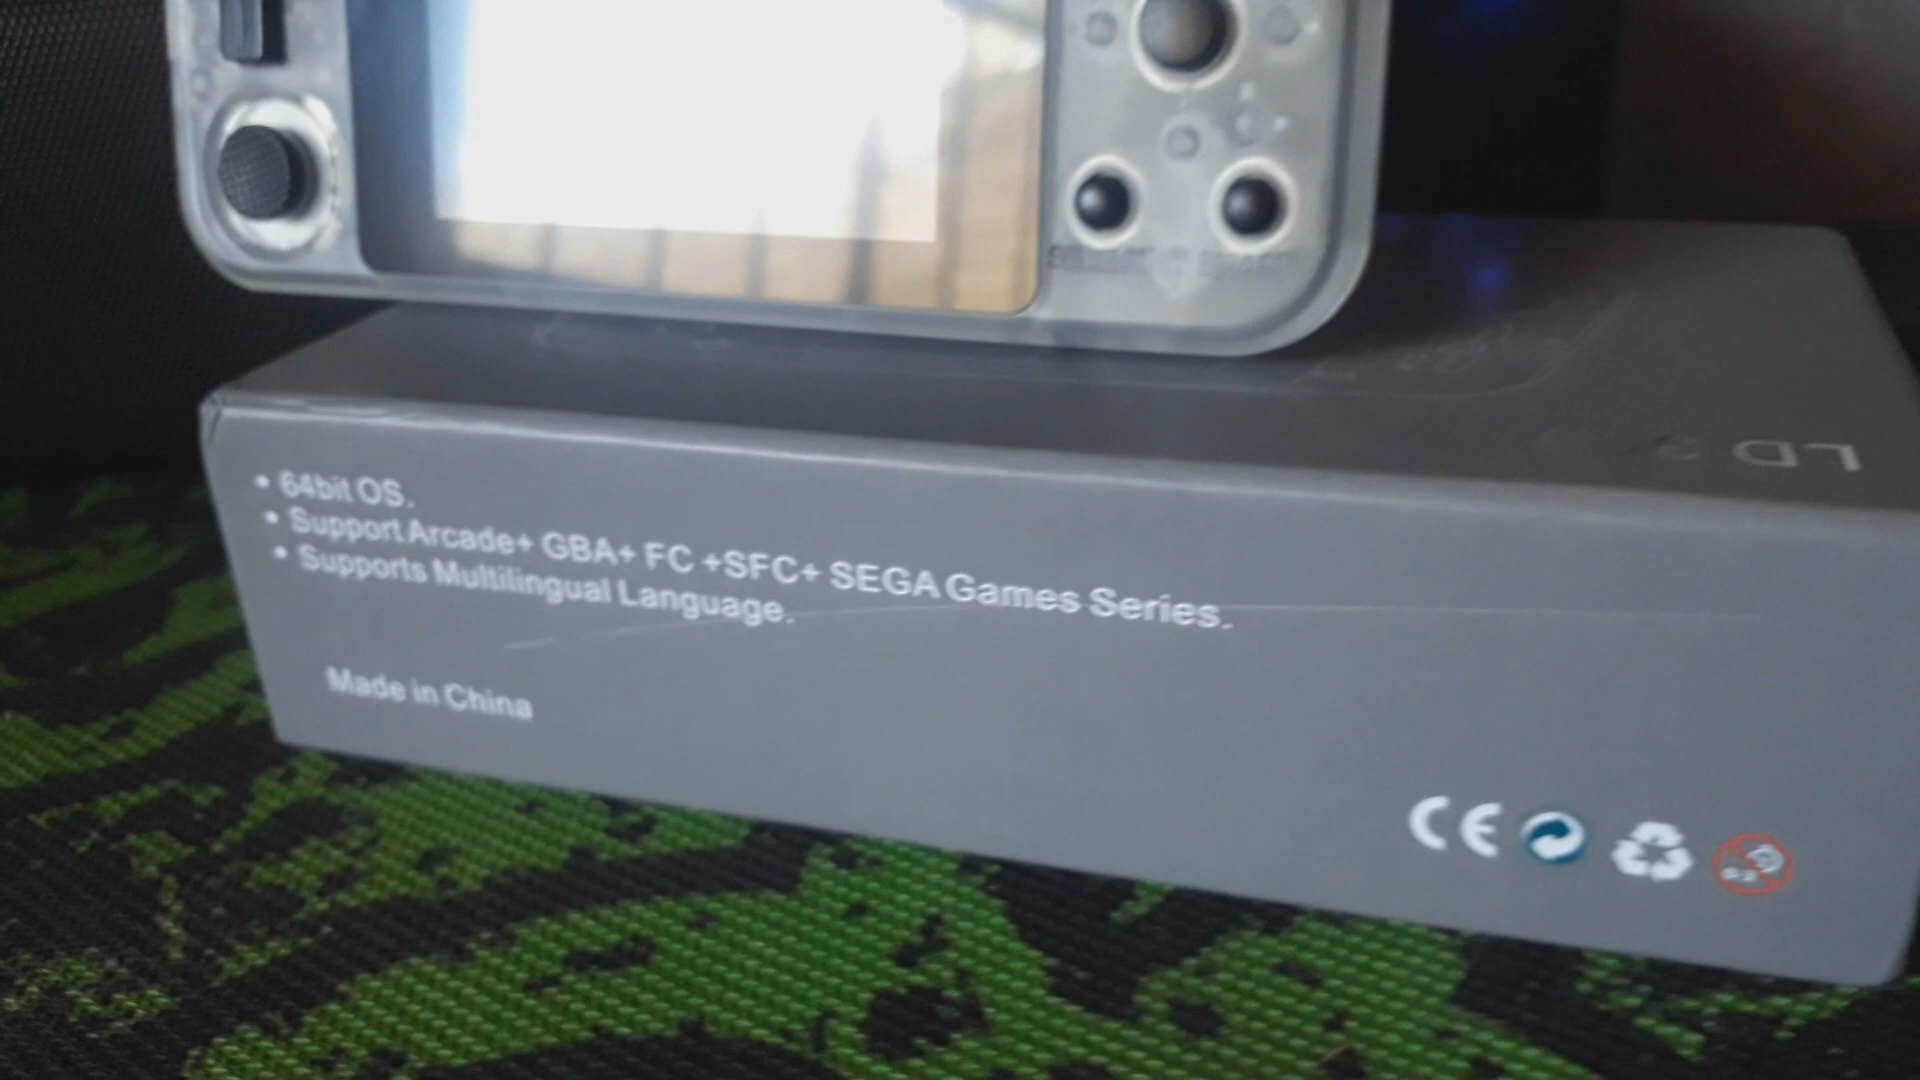 • 64bit OS.
• Support Arcade+ GBA+ FC +SFC+ SEGA Games Series.
• Supports Multilingual Language.
Made in China
CE